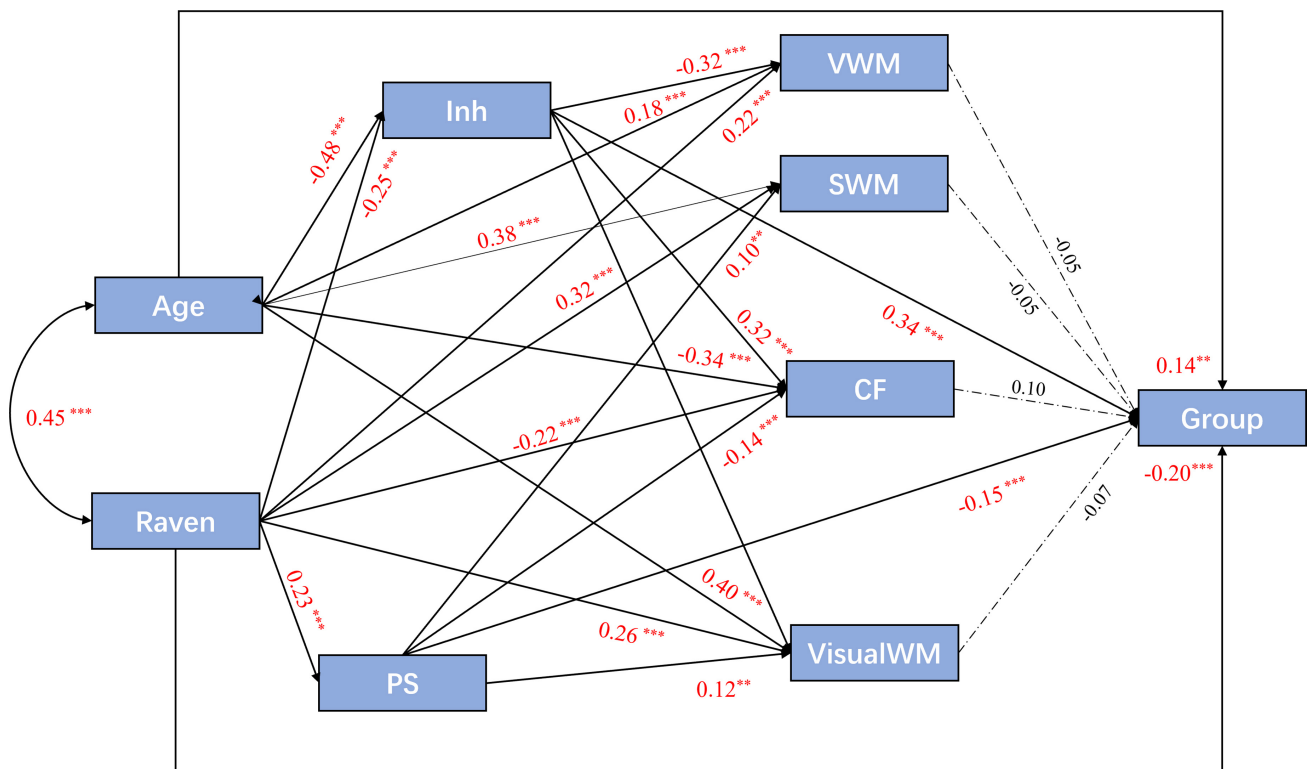 VWM
-0.32 ***
Inh
0.18 ***
0.22 ***
-0.48 ***
-0.25 ***
SWM
0.38 ***
0.10 **
-0.05
-0.05
Age
0.32 ***
0.32 ***
0.34 ***
-0.34 ***
0.14 **
CF
0.10
Group
0.45 ***
-0.22 ***
-0.14 ***
-0.20 ***
-0.15 ***
-0.07
Raven
0.23 ***
0.40 ***
0.26 ***
VisualWM
PS
0.12 **